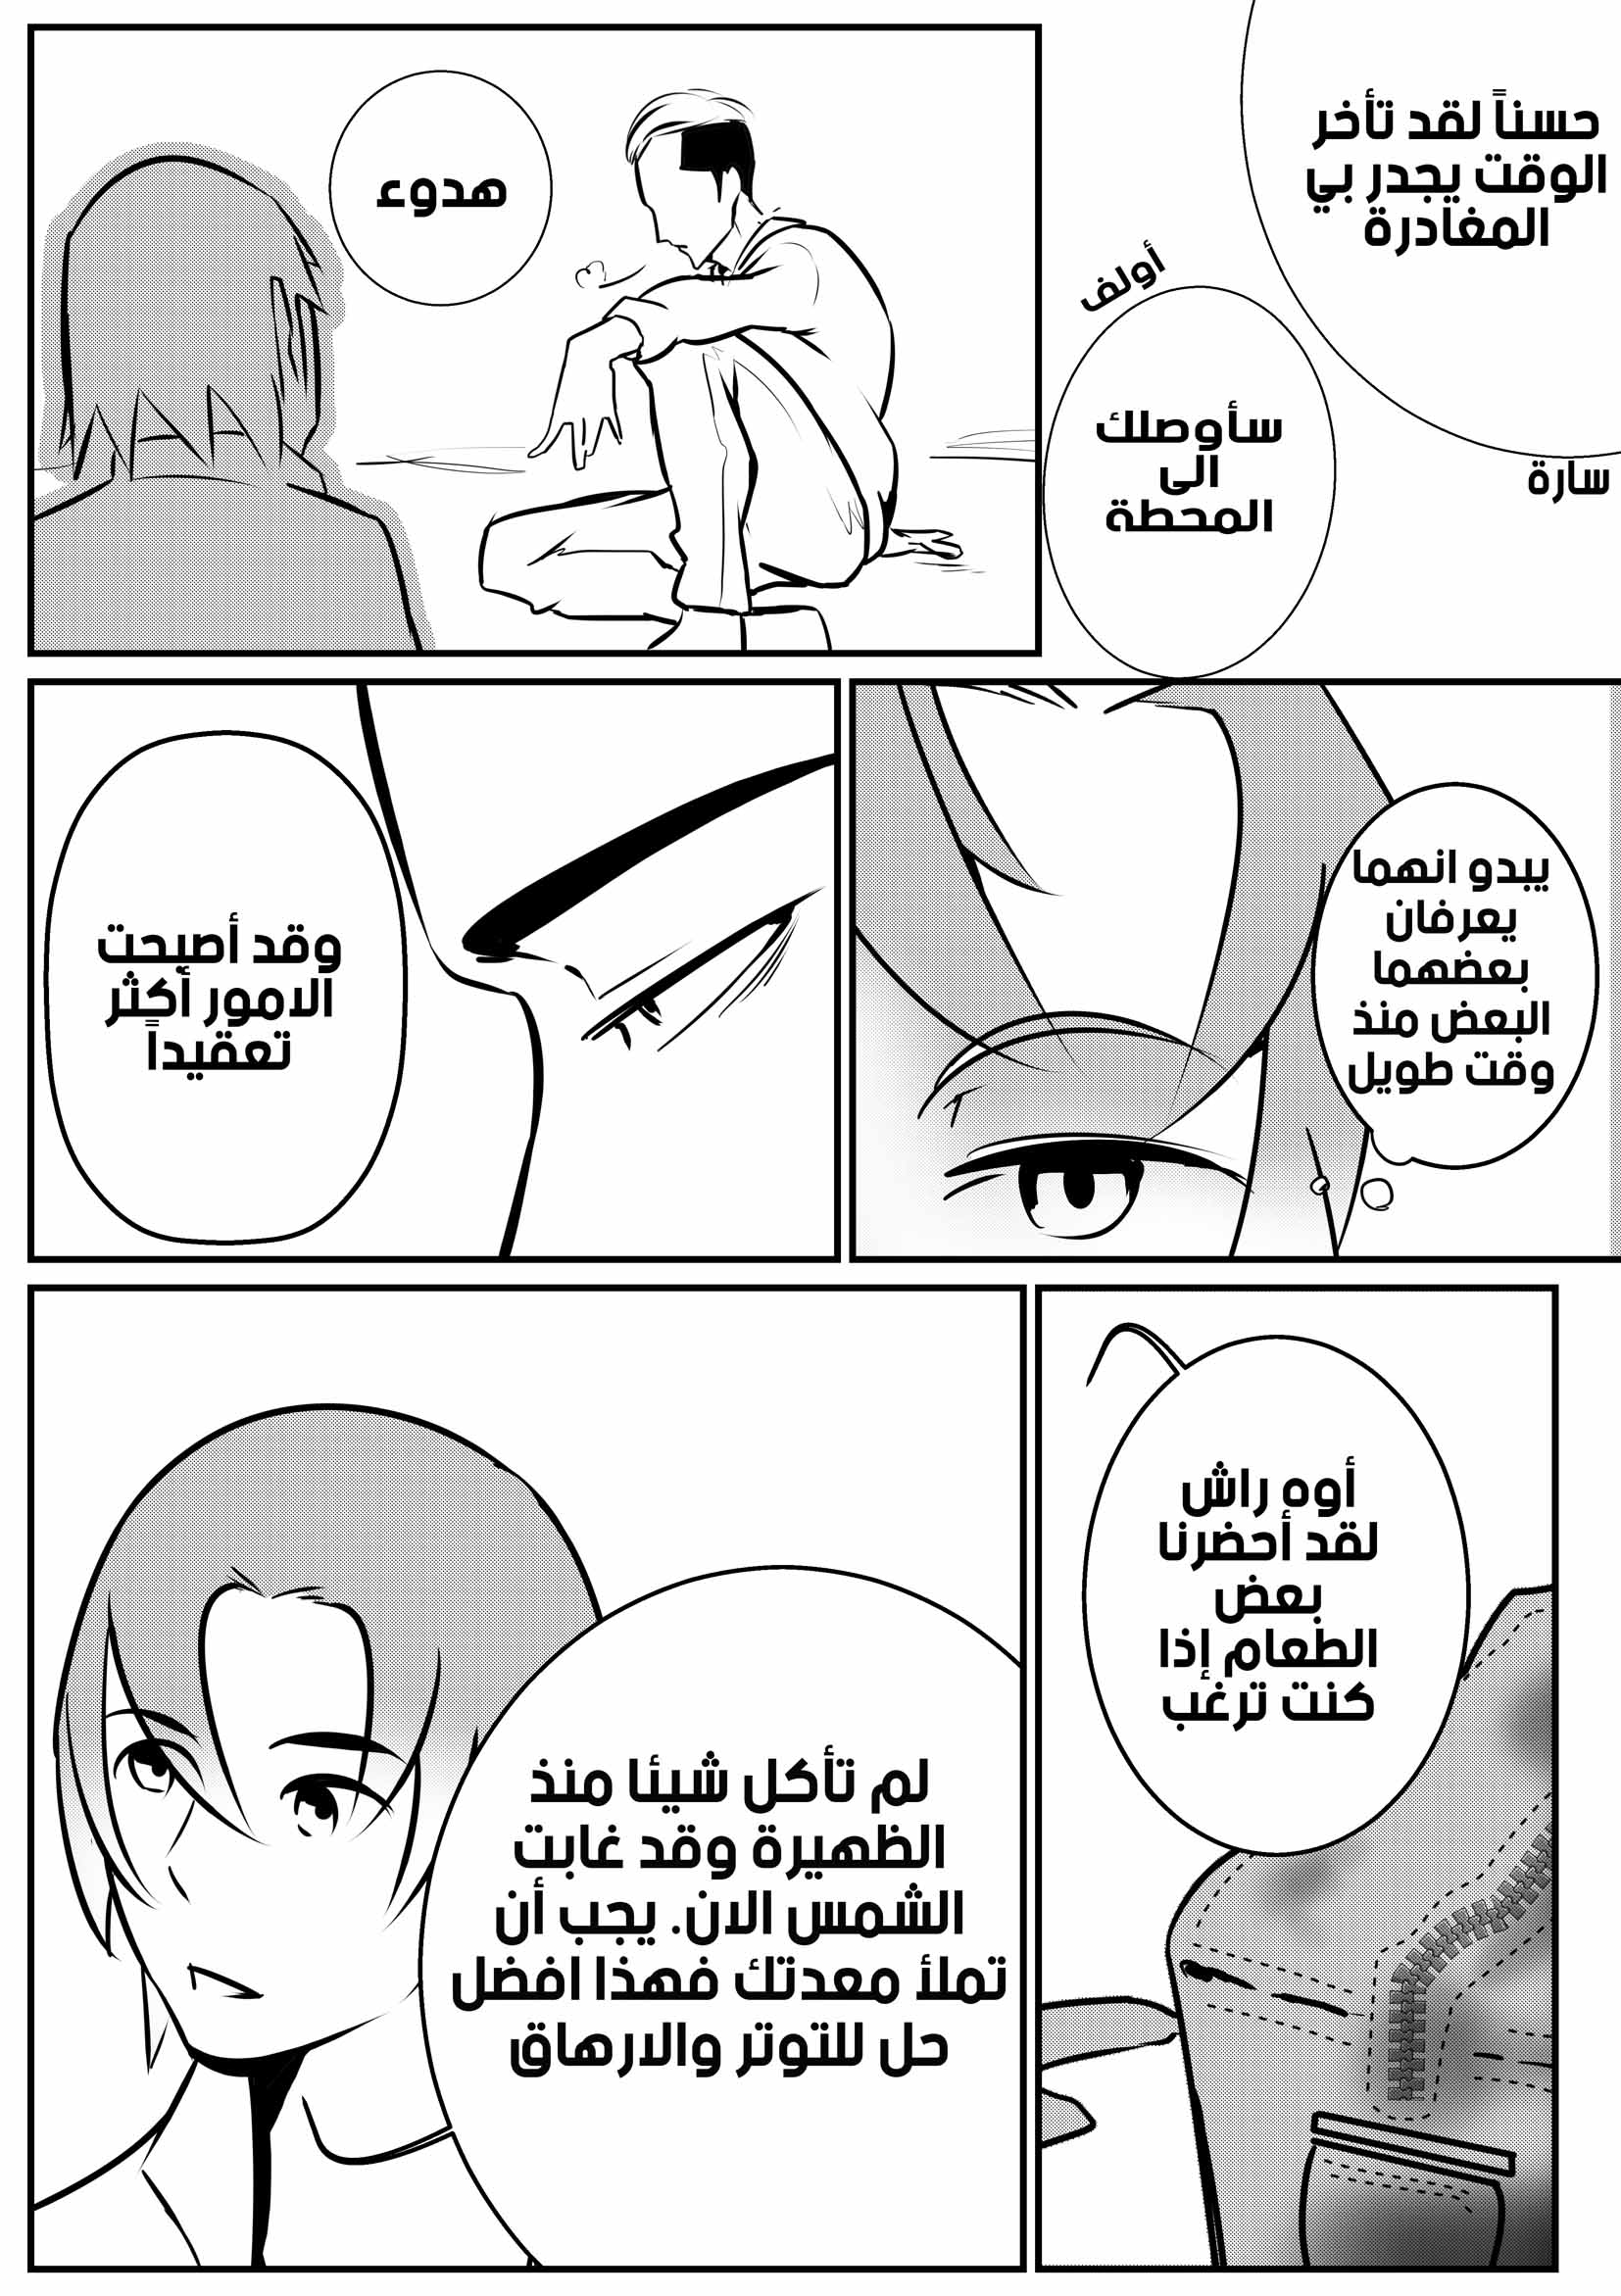 حسناً لقد تأخر
الوقت يجدر بي
المغادرة
سارة
أولف
سأوصلك
الى
المحطة
هدوء
يبدو انهما
يعرفان
بعضهما
البعض منذ
وقت طويل
وقد أصبحت
الامور أكثر
تعقيداً
أوه راش
لقد أحضرنا
بعض
الطعام إذا
كنت ترغب
لم تأكل شيئا منذ
الظهيرة وقد غابت
الشمس الان. يجب أن
تملأ معدتك فهذا افضل
حل للتوتر والارهاق